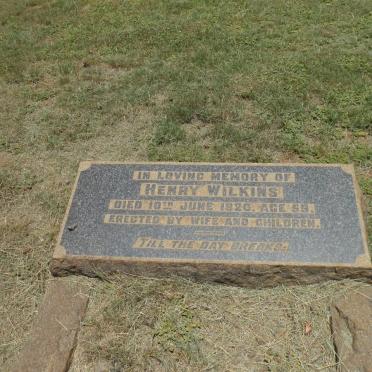 IN LOVING MEMORY OF
HENRY WILKINS
DIED 10TH JUNE 1920. AGE 69.
ERECTED BY WIFE AND CHILDREN.
TILL THE DAY BREAKS.